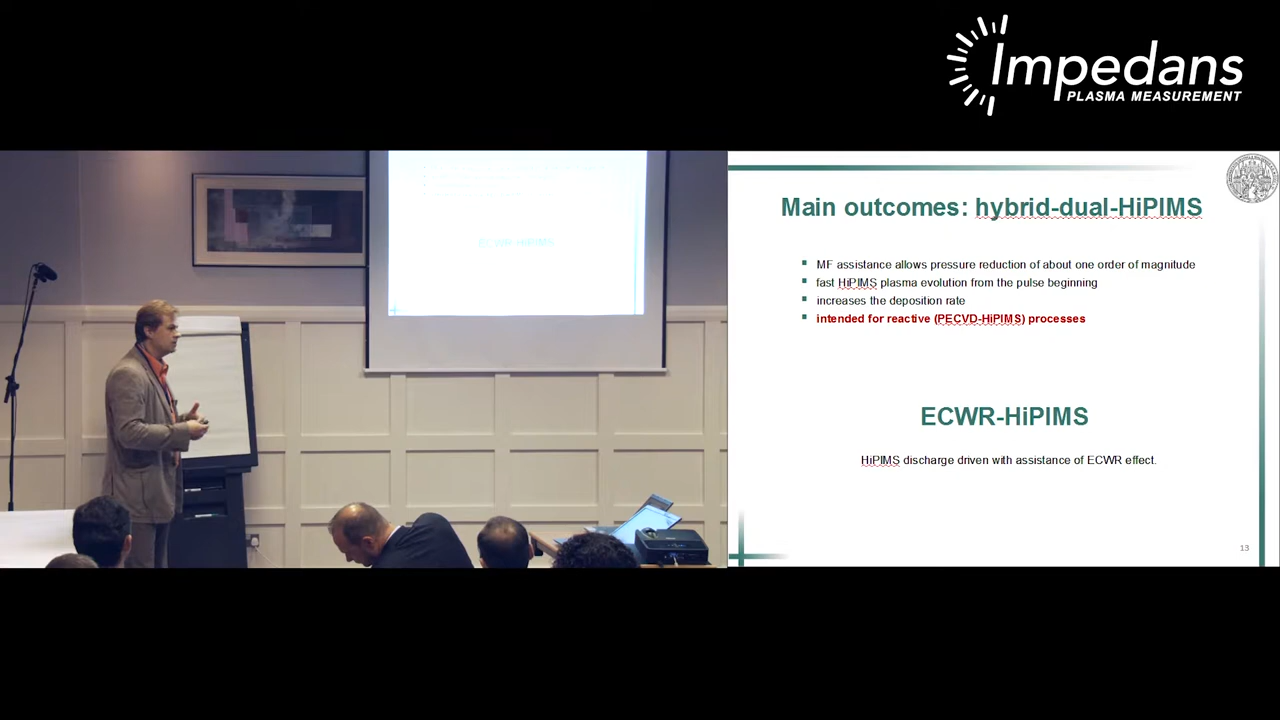 Impedans
PLASMA MEASUREMENT
Main outcomes: hybrid-dual-HiPIMS
MF assistance allows pressure reduction of about one order of magnitude
fast HiPIMS plasma evolution from the pulse beginning
increases the deposition rate
intended for reactive (PECVD-HiPIMS) processes
ECWR-HiPIMS
HiPIMS discharge driven with assistance of ECWR effect.
13
ECWR-HiPIMS